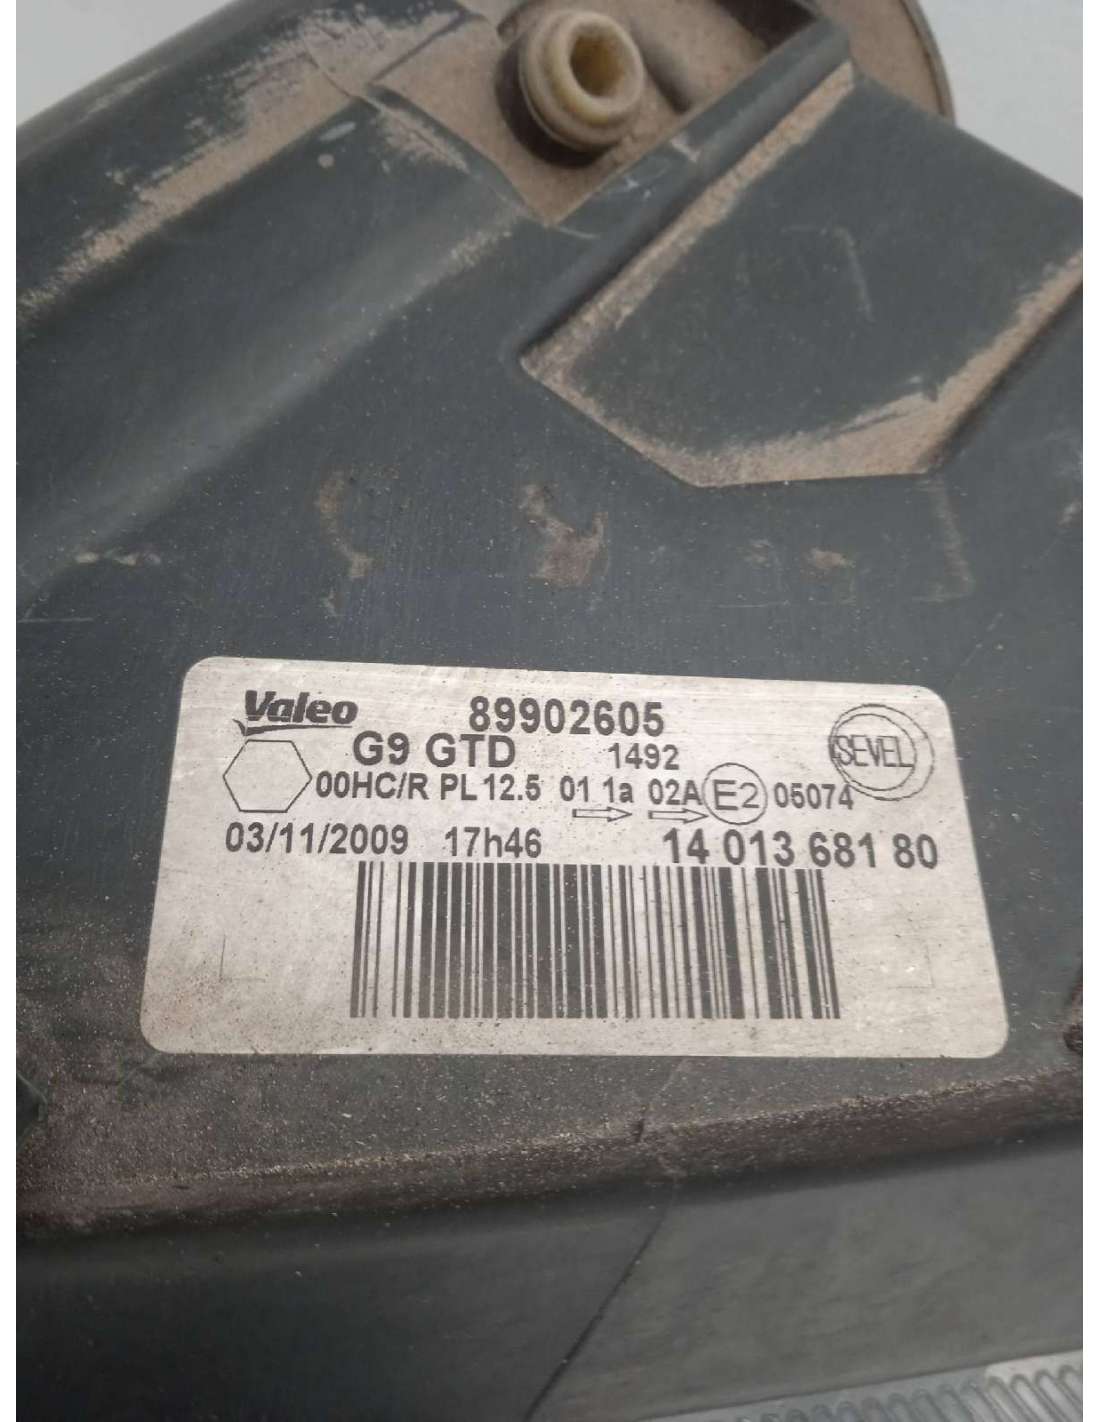 Valeo 89902605
G9 GTD 1492 SEVEL
00HC/R PL 12.5 01 1a 02A E2 05074
03/11/2009 17h46 14 013 681 80